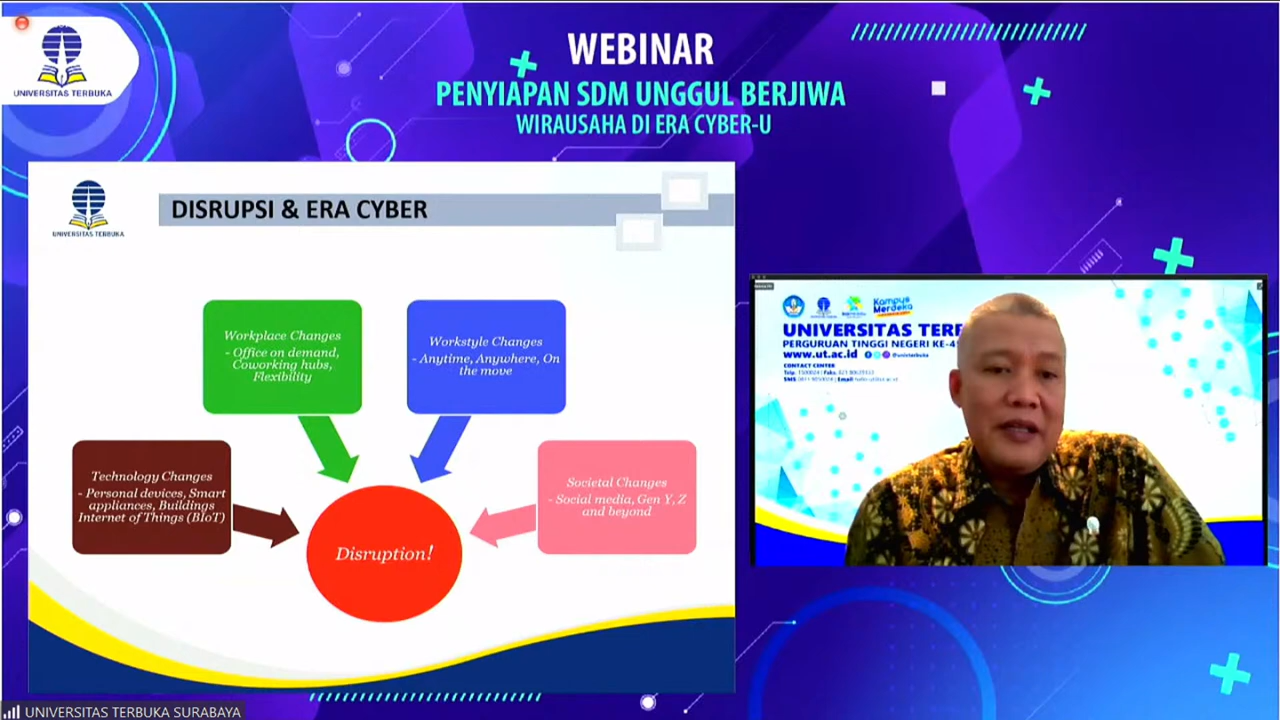 UNIVERSITAS TERBUKA
WEBINAR
PENYIAPAN SDM UNGGUL BERJIWA
WIRAUSAHA DI ERA CYBER-U
UNIVERSITAS TERBUKA
DISRUPSI & ERA CYBER
Workplace Changes
- Office on demand,
Coworking hubs,
Flexibility
Workstyle Changes
- Anytime, Anywhere, On
the move
Technology Changes
- Personal devices, Smart
appliances, Buildings
Internet of Things (BIoT)
Societal Changes
- Social media, Gen Y, Z
and beyond
Disruption!
Kampus
Merdeka
UNIVERSITAS TER
PERGURUAN TINGGI NEGERI KE-4
www.ut.ac.id
CONTACT CENTER
UNIVERSITAS TERBUKA SURABAYA